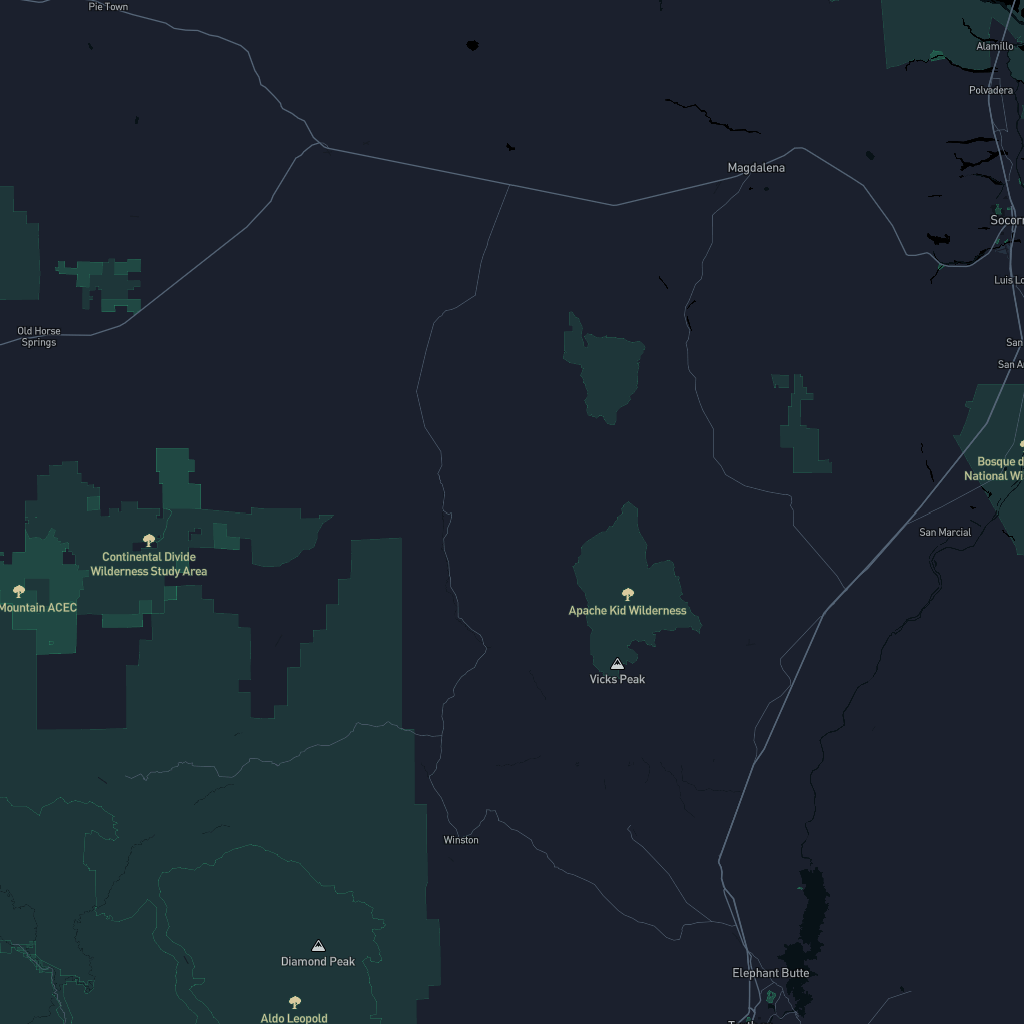 Pie Town
Alamillo
Polvadera
Magdalena
Socorr
Luis Lo
Old Horse
Springs
San
San A
Bosque d
National Wi
San Marcial
Continental Divide
Wilderness Study Area
Mountain ACEC
Apache Kid Wilderness
Vicks Peak
Winston
Diamond Peak
Elephant Butte
Aldo Leopold